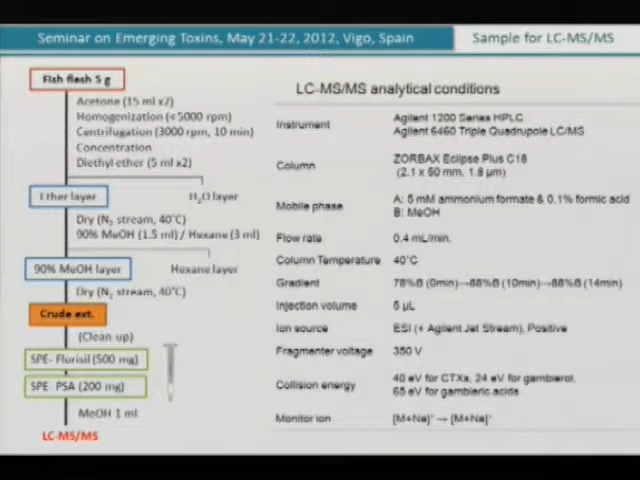 Seminar on Emerging Toxins, May 21-22, 2012, Vigo, Spain
Sample for LC-MS/MS
Fish flesh 5 g
Acetone (15 ml x2)
Homogenization (<5000 rpm)
Centrifugation (3000 rpm, 10 min)
Concentration
Diethyl ether (5 ml x2)
Ether layer
H₂O layer
Dry (N₂ stream, 40°C)
90% MeOH (1.5 ml) / Hexane (3 ml)
90% MeOH layer
Hexane layer
Dry (N₂ stream, 40°C)
Crude ext.
(Clean up)
SPE- Florisil (500 mg)
SPE- PSA (200 mg)
MeOH 1 ml
LC-MS/MS
LC-MS/MS analytical conditions
Instrument
Agilent 1200 Series HPLC
Agilent 6460 Triple Quadrupole LC/MS
Column
ZORBAX Eclipse Plus C18
(2.1 x 50 mm, 1.8 μm)
Mobile phase
A: 5 mM ammonium formate & 0.1% formic acid
B: MeOH
Flow rate
0.4 mL/min.
Column Temperature
40°C
Gradient
78%B (0min)→88%B (10min)→88%B (14min)
Injection volume
5 μL
Ion source
ESI (+ Agilent Jet Stream), Positive
Fragmenter voltage
350 V
Collision energy
40 eV for CTXs, 24 eV for gambierol,
65 eV for gambieric acids
Monitor ion
[M+Na]⁺ → [M+Na]⁺